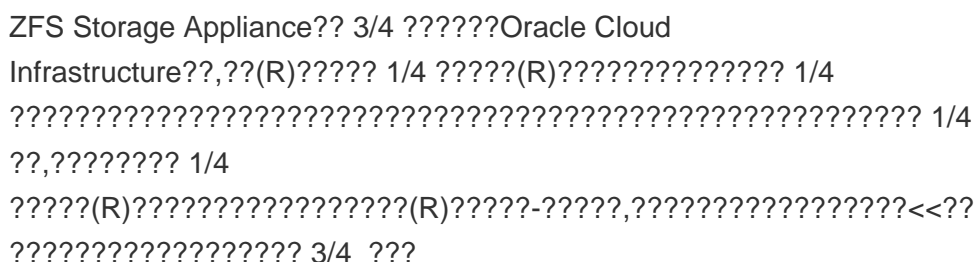 ZFS Storage Appliance?? 3/4 ??????Oracle Cloud
Infrastructure??,??(R)????? 1/4 ?????(R)?????????????? 1/4
???????????????????????????????????????????????????????? 1/4
??,???????? 1/4
?????(R)?????????????????(R)?????-?????,?????????????????<<??
?????????????????? 3/4 ???